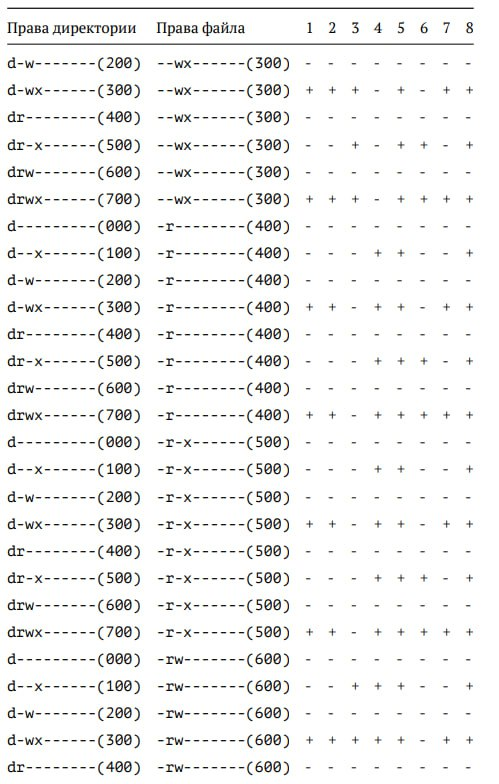 Права директории Права файла 1 2 3 4 5 6 7 8
d-w-------(200) --wx------(300) - - - - - - - -
d-wx------(300) --wx------(300) + + + - + - + +
dr--------(400) --wx------(300) - - - - - - - -
dr-x------(500) --wx------(300) - - + - + + - +
drw-------(600) --wx------(300) - - - - - - - -
drwx------(700) --wx------(300) + + + - + + + +
d---------(000) -r--------(400) - - - - - - - -
d--x------(100) -r--------(400) - - - + + - - +
d-w-------(200) -r--------(400) - - - - - - - -
d-wx------(300) -r--------(400) + + - + + - + +
dr--------(400) -r--------(400) - - - - - - - -
dr-x------(500) -r--------(400) - - - + + + - +
drw-------(600) -r--------(400) - - - - - - - -
drwx------(700) -r--------(400) + + - + + + + +
d---------(000) -r-x------(500) - - - - - - - -
d--x------(100) -r-x------(500) - - - + + - - +
d-w-------(200) -r-x------(500) - - - - - - - -
d-wx------(300) -r-x------(500) + + - + + - + +
dr--------(400) -r-x------(500) - - - - - - - -
dr-x------(500) -r-x------(500) - - - + + + - +
drw-------(600) -r-x------(500) - - - - - - - -
drwx------(700) -r-x------(500) + + - + + + + +
d---------(000) -rw-------(600) - - - - - - - -
d--x------(100) -rw-------(600) - - + + + - - +
d-w-------(200) -rw-------(600) - - - - - - - -
d-wx------(300) -rw-------(600) + + + + + - + +
dr--------(400) -rw-------(600) - - - - - - - -